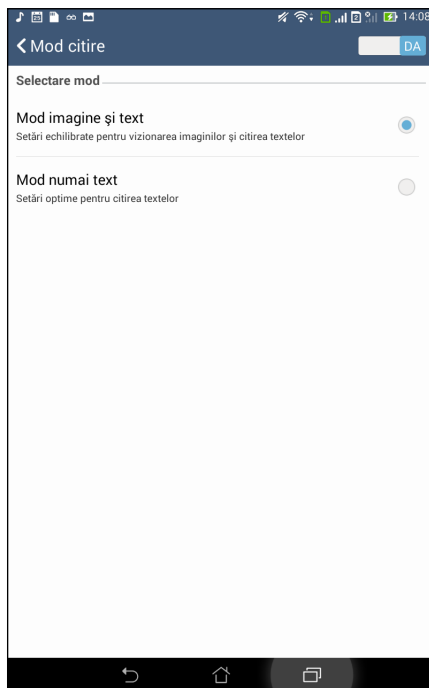 14:08
Mod citire
DA
Selectare mod
Mod imagine şi text
Setări echilibrate pentru vizionarea imaginilor şi citirea textelor
Mod numai text
Setări optime pentru citirea textelor